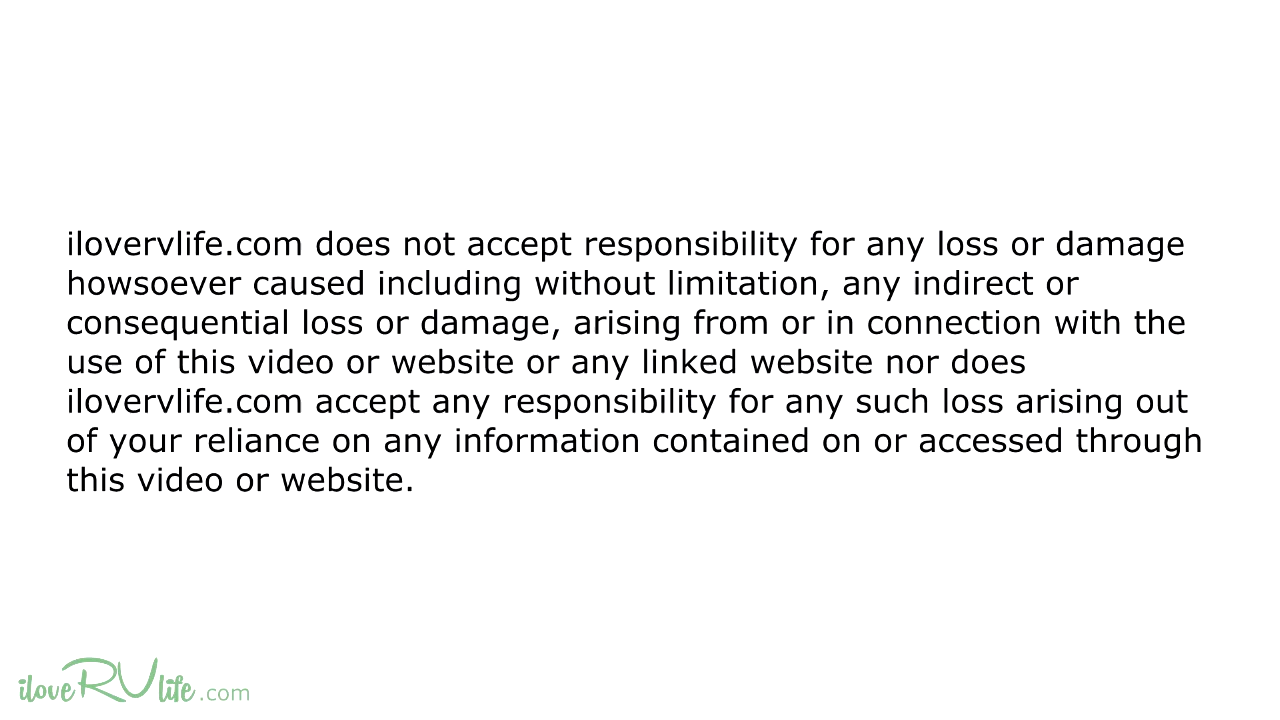 ilovervlife.com does not accept responsibility for any loss or damage
howsoever caused including without limitation, any indirect or
consequential loss or damage, arising from or in connection with the
use of this video or website or any linked website nor does
ilovervlife.com accept any responsibility for any such loss arising out
of your reliance on any information contained on or accessed through
this video or website.
iloveRVlife.com